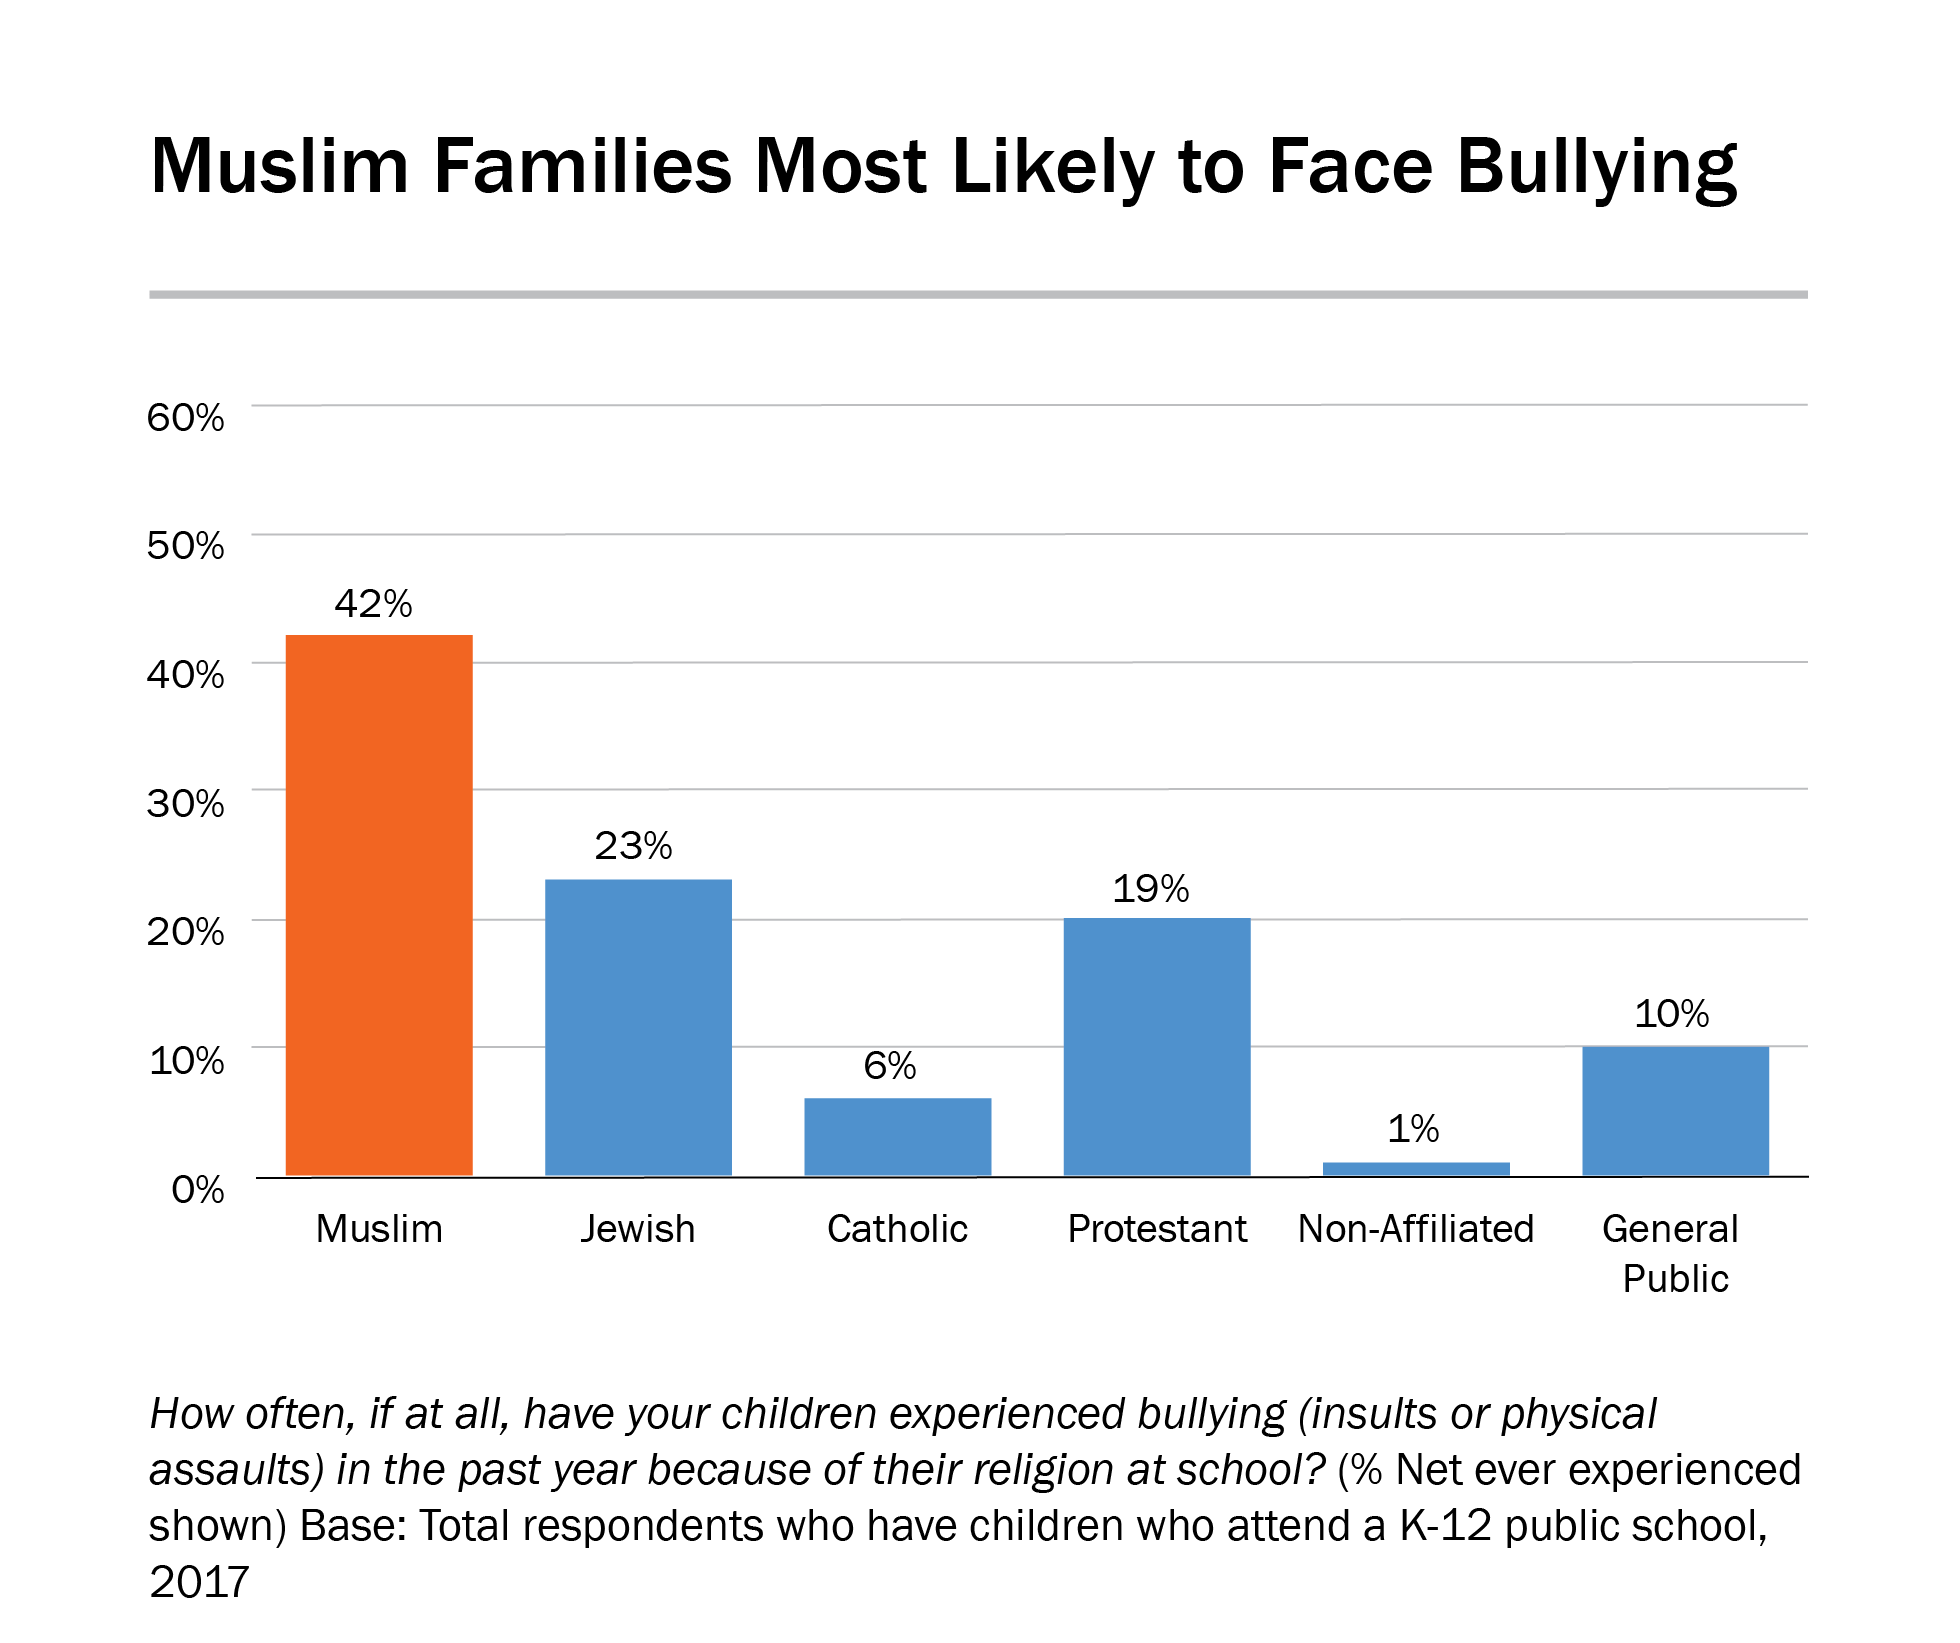 Muslim Families Most Likely to Face Bullying
60%
50%
40%
30%
20%
10%
0%
42%
23%
6%
19%
1%
10%
Muslim
Jewish
Catholic
Protestant
Non-Affiliated
General
Public
How often, if at all, have your children experienced bullying (insults or physical
assaults) in the past year because of their religion at school? (% Net ever experienced
shown) Base: Total respondents who have children who attend a K-12 public school,
2017